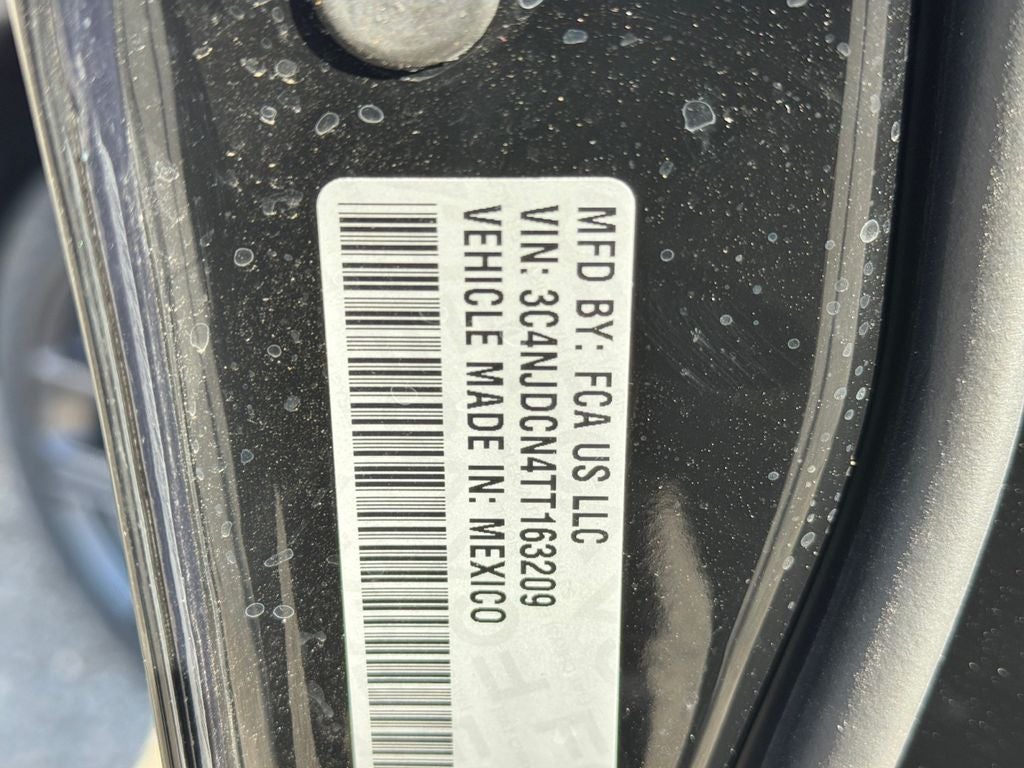 MFD BY: FCA US LLC
VIN: 3C4NJDCN4TT163209
VEHICLE MADE IN: MEXICO